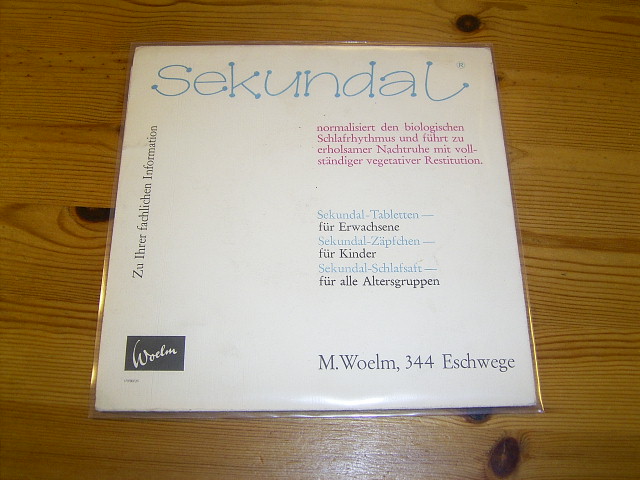 Sekundal ®
Zu Ihrer fachlichen Information
normalisiert den biologischen
Schlafrhythmus und führt zu
erholsamer Nachtruhe mit voll-
ständiger vegetativer Restitution.
Sekundal-Tabletten —
für Erwachsene
Sekundal-Zäpfchen —
für Kinder
Sekundal-Schlafsaft —
für alle Altersgruppen
Woelm
M.Woelm, 344 Eschwege